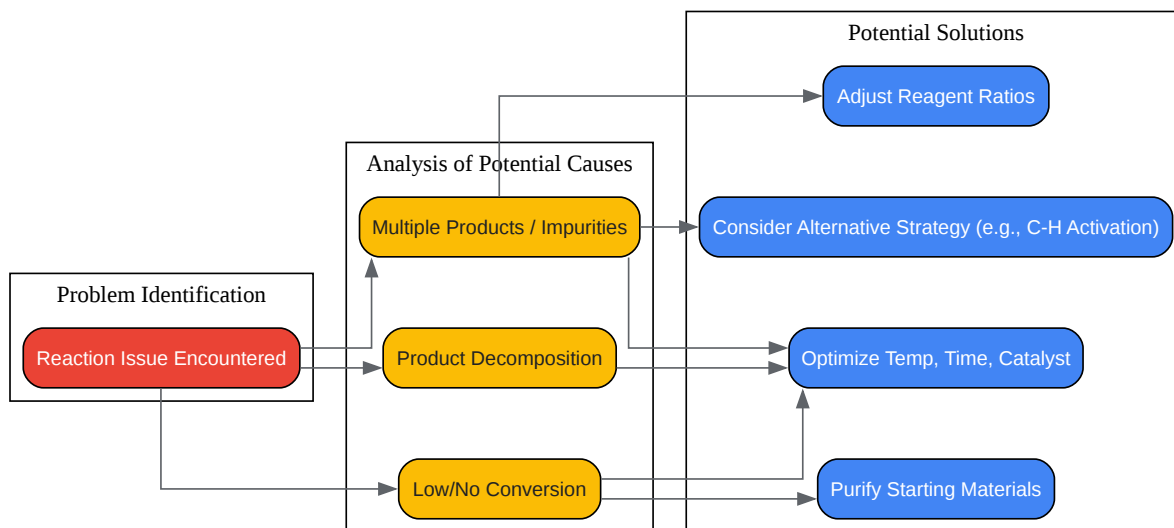 Potential Solutions
Adjust Reagent Ratios
Analysis of Potential Causes
Multiple Products / Impurities
Consider Alternative Strategy (e.g., C-H Activation)
Problem Identification
Reaction Issue Encountered
Product Decomposition
Optimize Temp, Time, Catalyst
Low/No Conversion
Purify Starting Materials